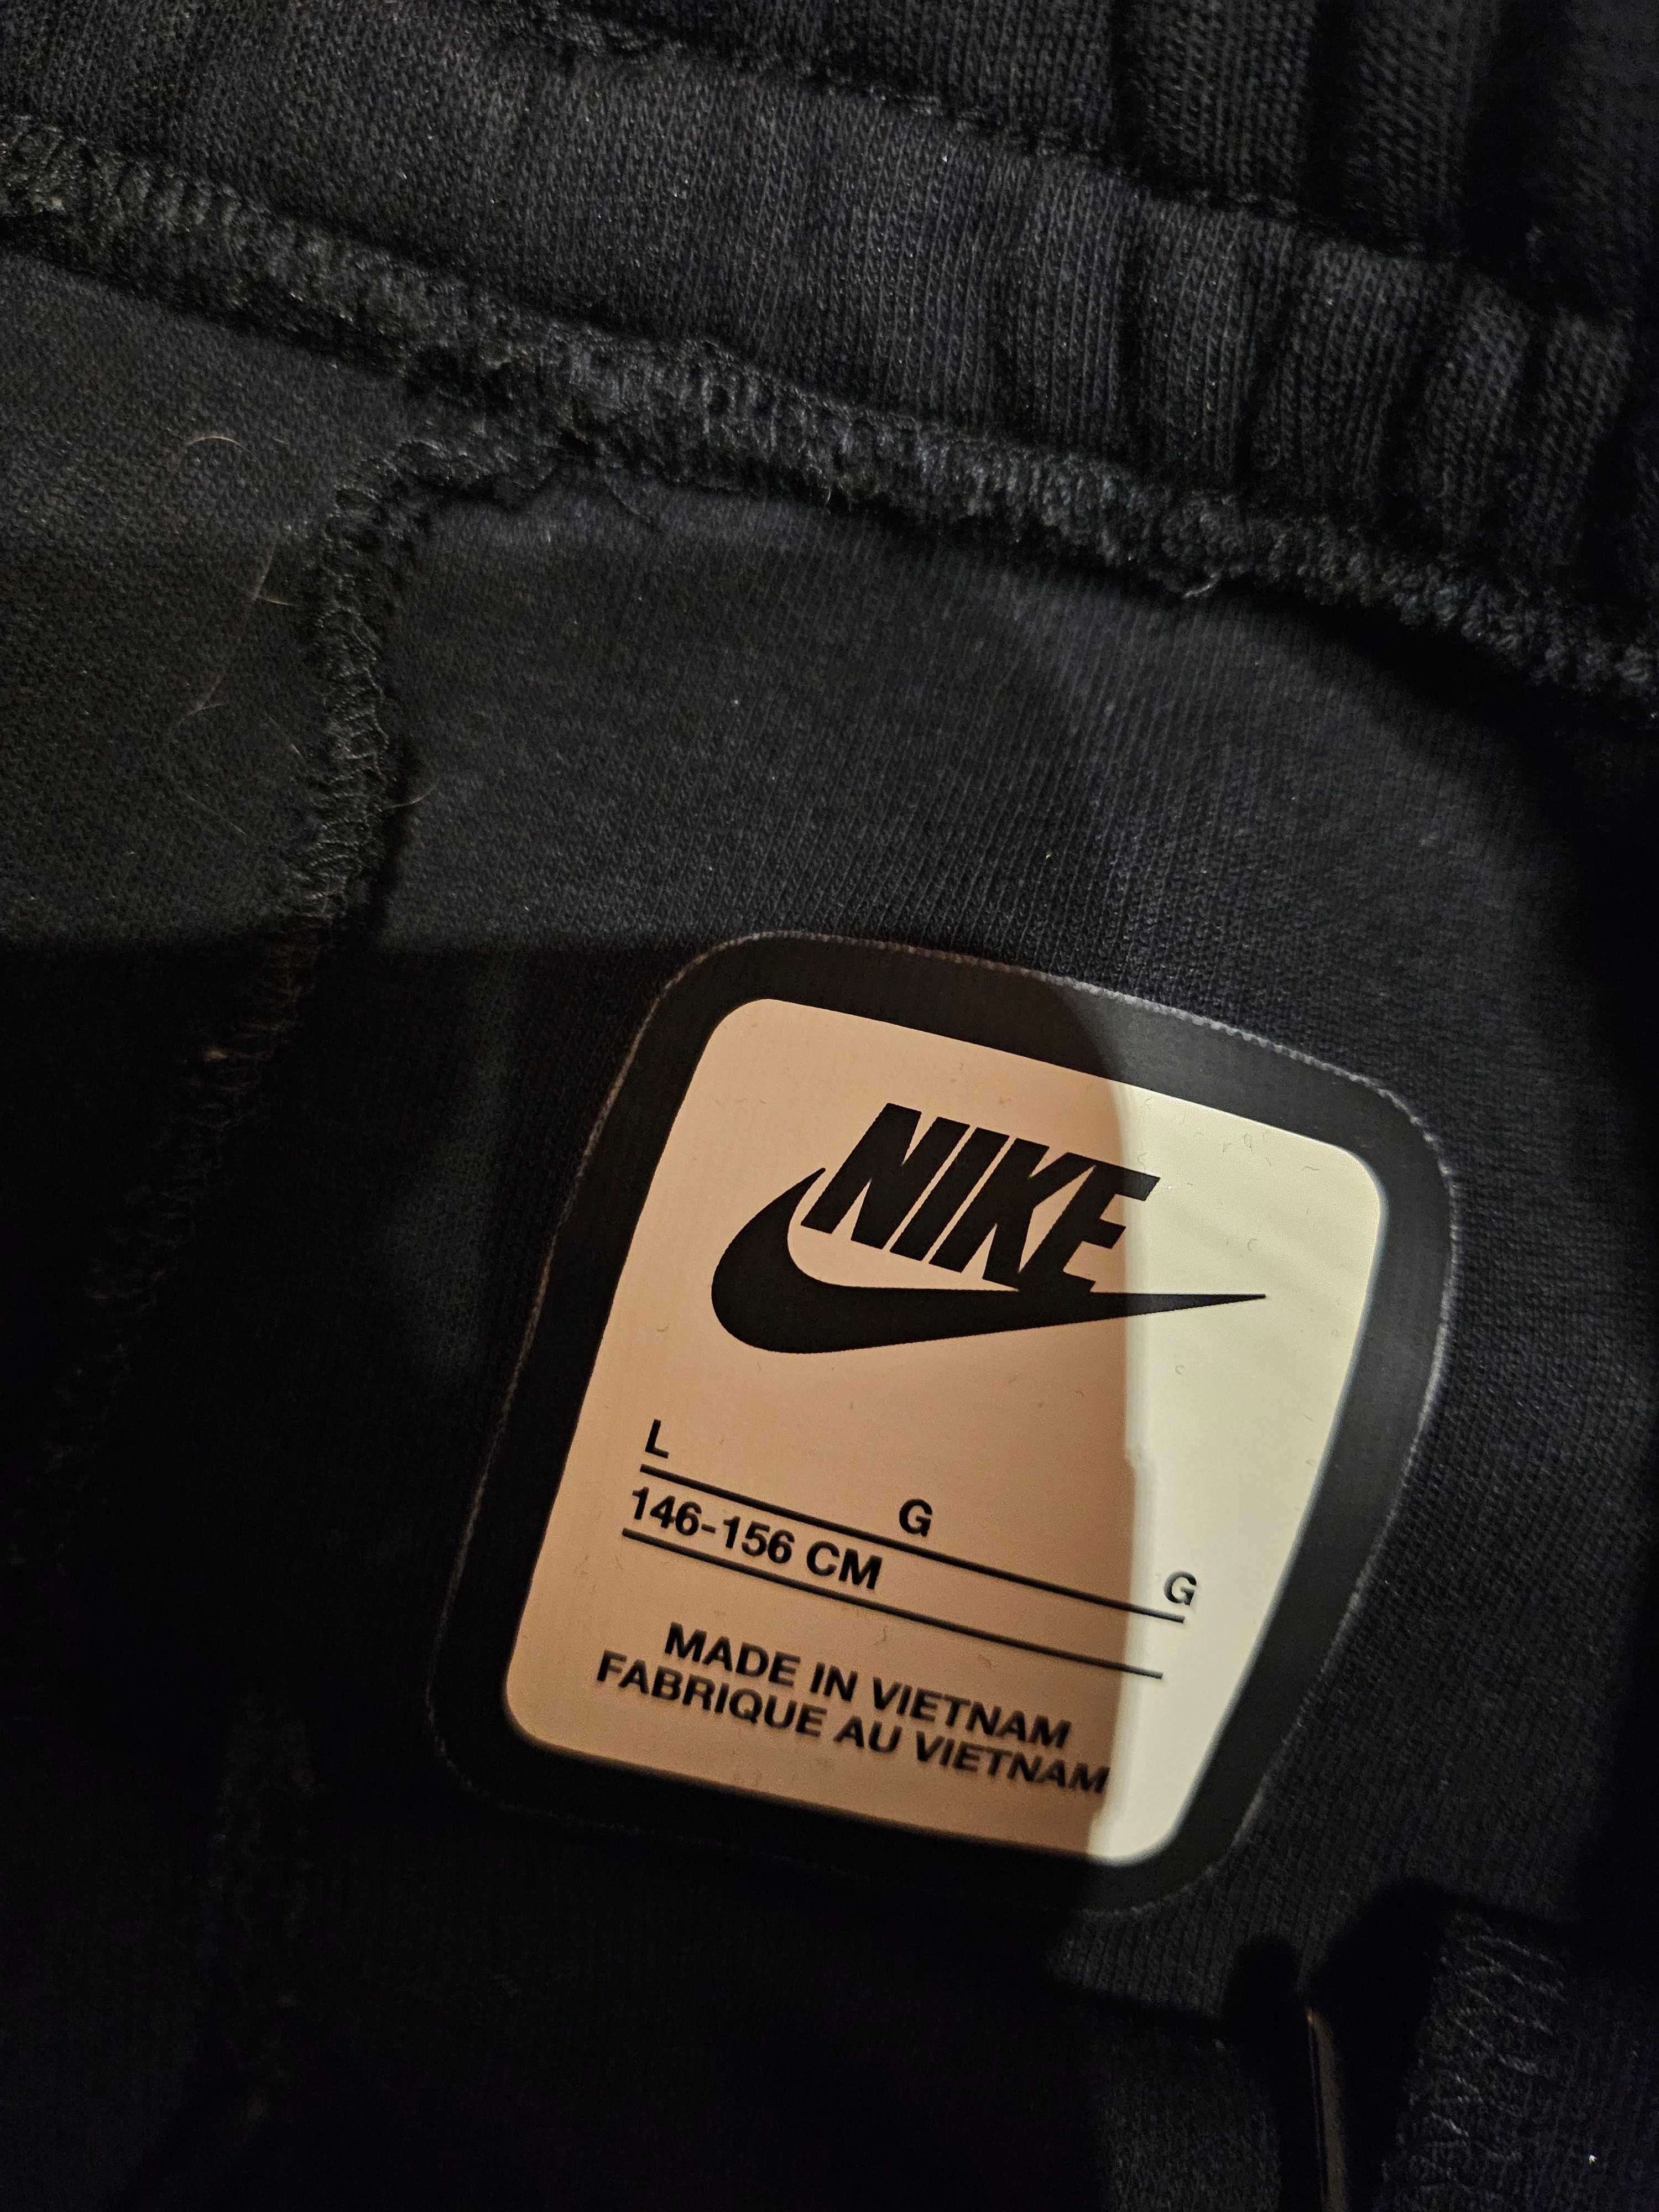 NIKE
L G G
146-156 CM
MADE IN VIETNAM
FABRIQUE AU VIETNAM